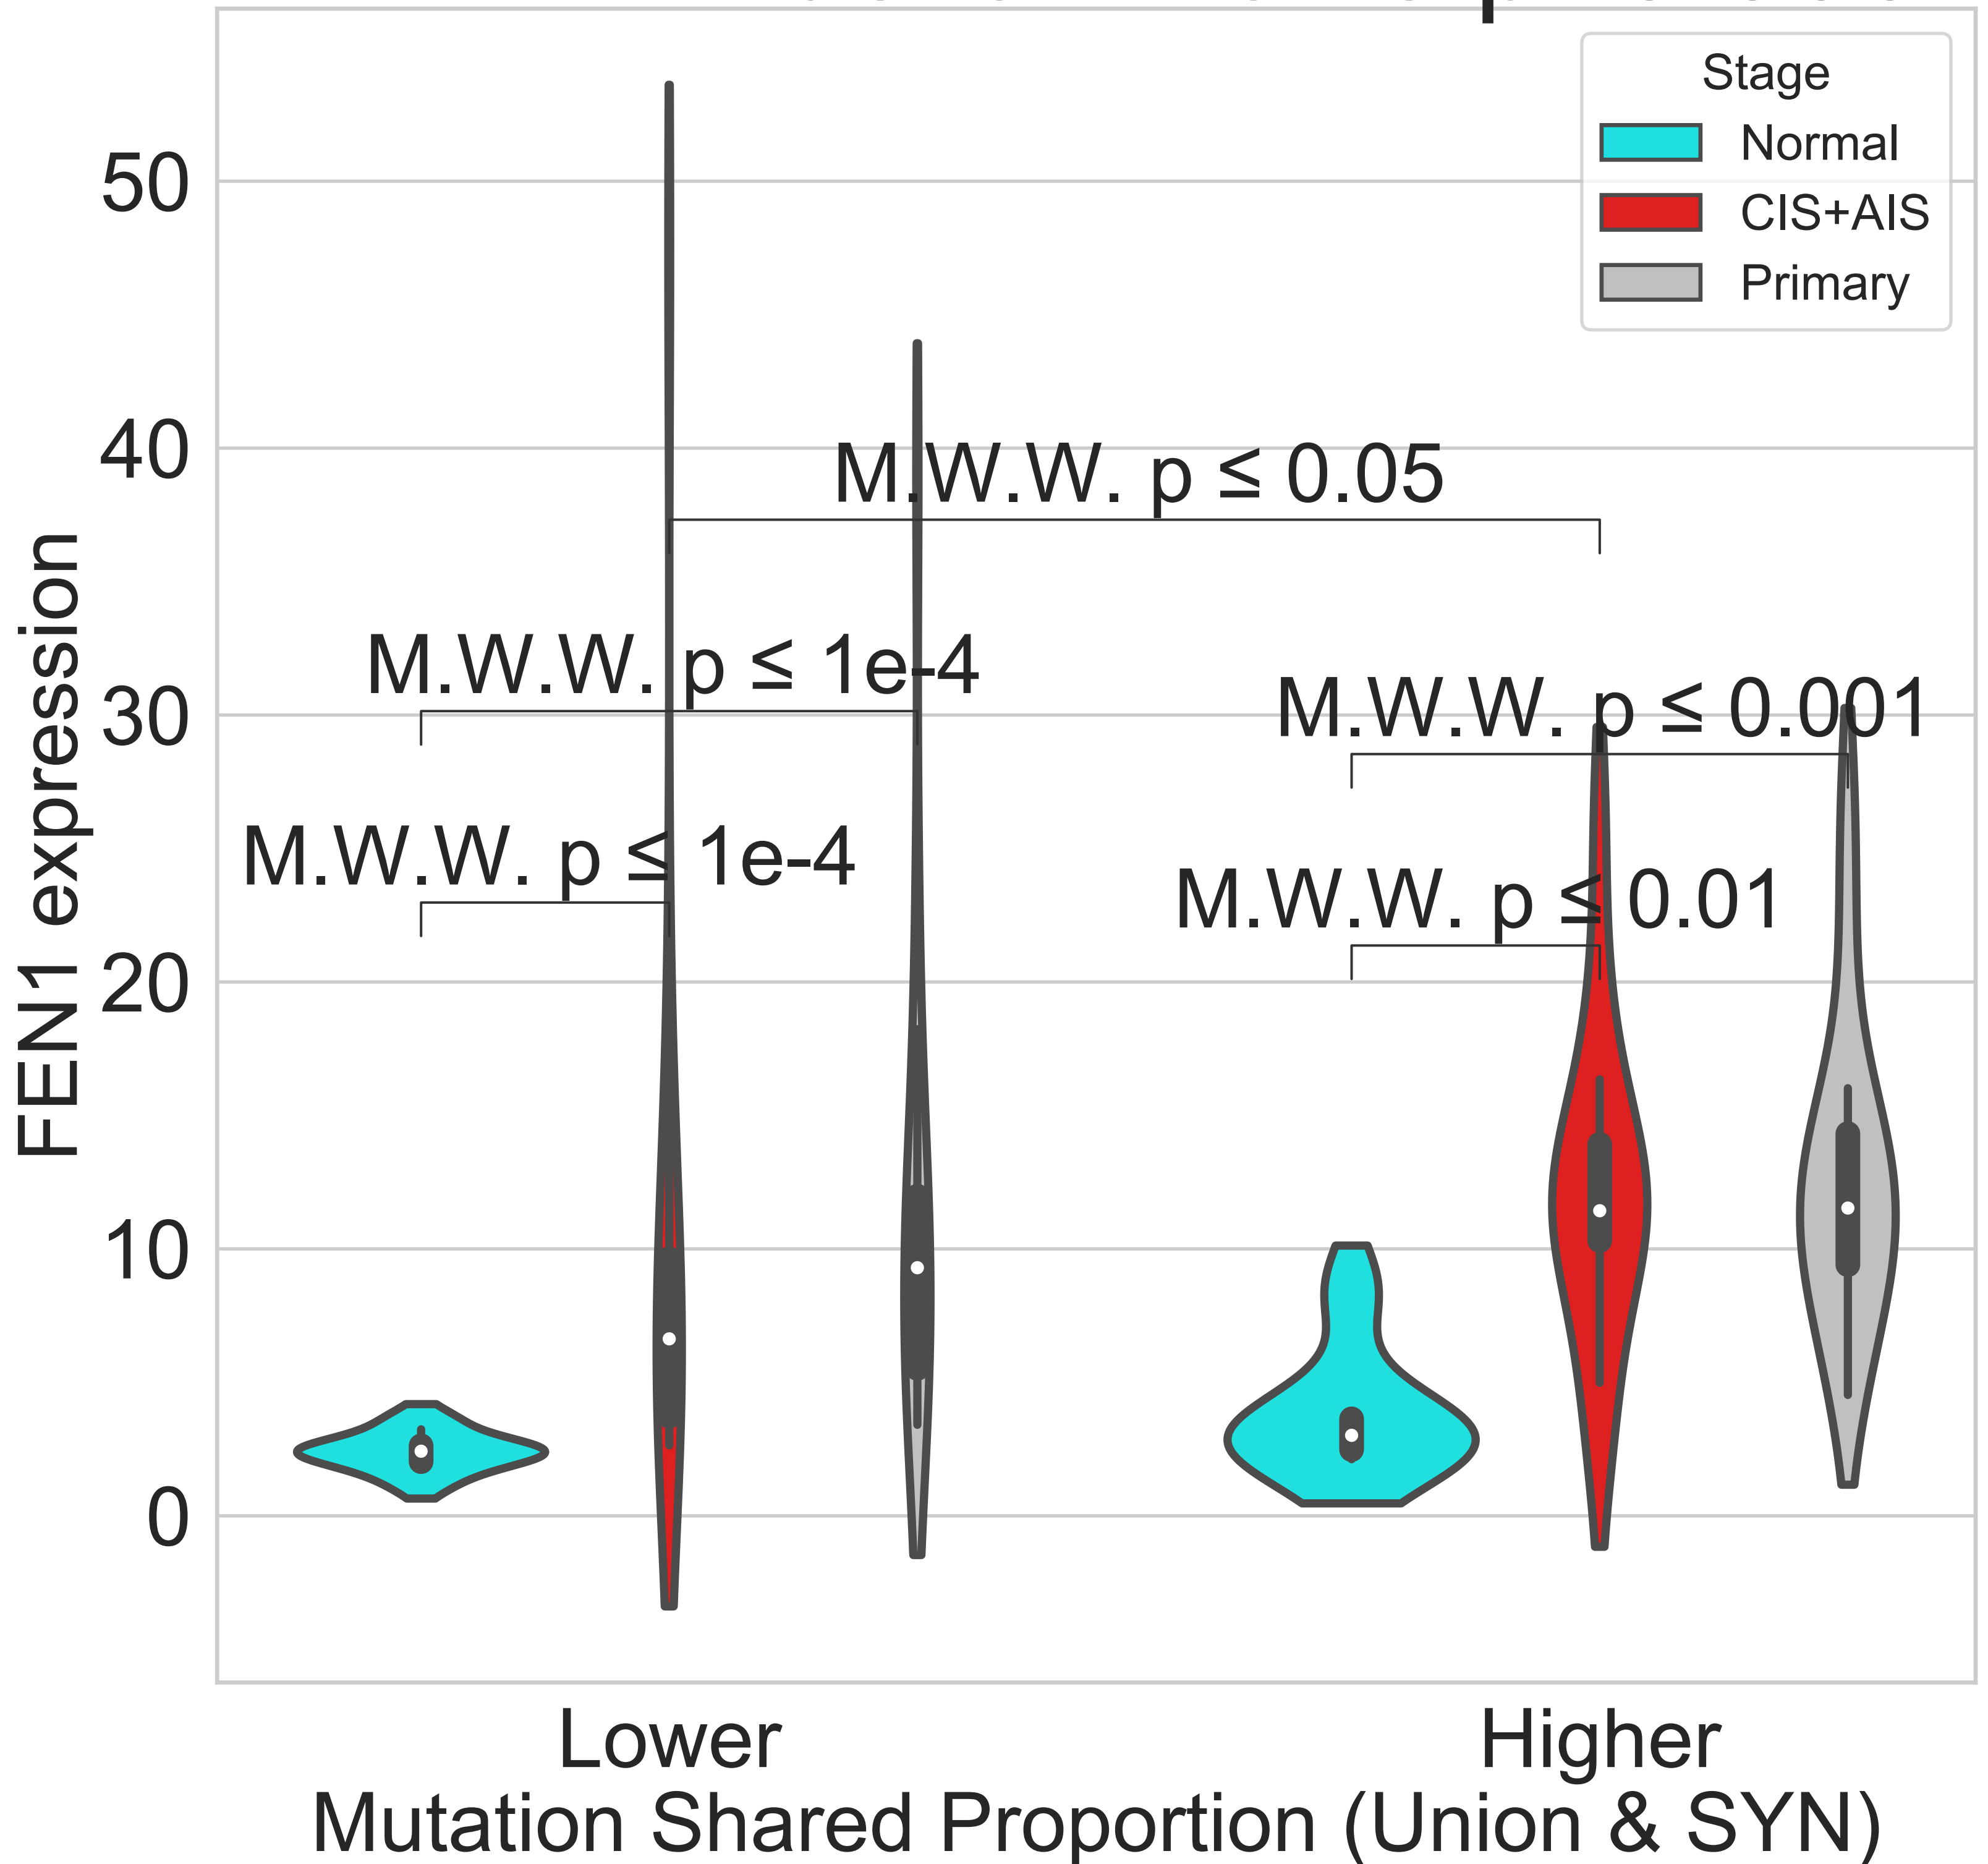 Stage
Normal
CIS+AIS
Primary
50
40
30
20
10
0
FEN1 expression
M.W.W. p ≤ 0.05
M.W.W. p ≤ 1e-4
M.W.W. p ≤ 0.001
M.W.W. p ≤ 1e-4
M.W.W. p ≤ 0.01
Lower
Higher
Mutation Shared Proportion (Union & SYN)